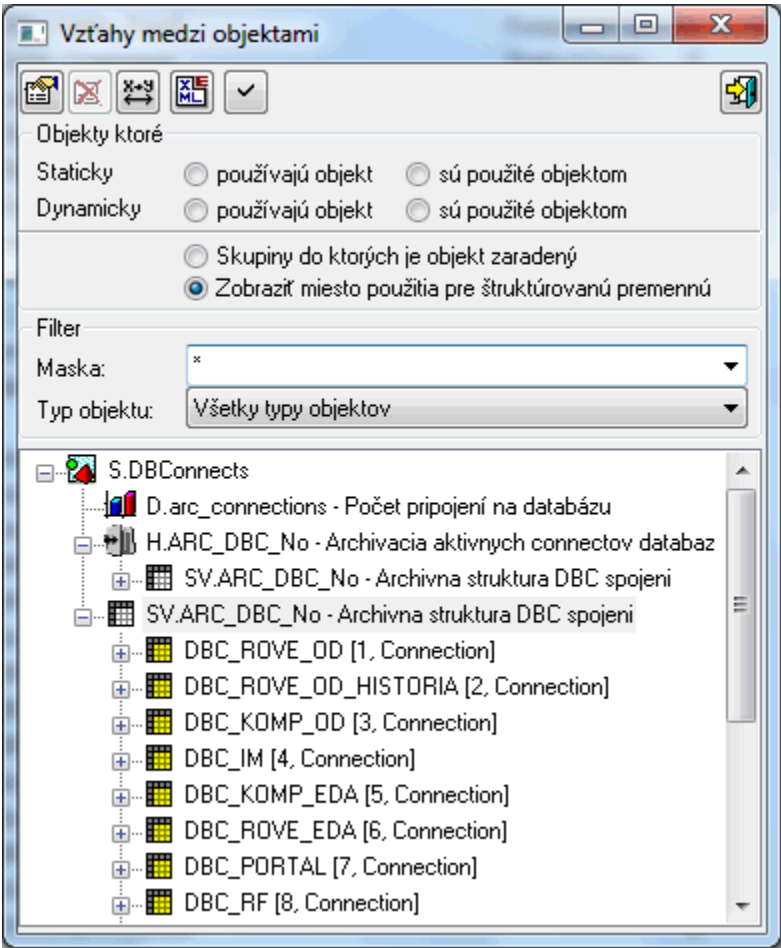 Vzťahy medzi objektami
Objekty ktoré
Staticky používajú objekt sú použité objektom
Dynamicky používajú objekt sú použité objektom
Skupiny do ktorých je objekt zaradený
Zobraziť miesto použitia pre štruktúrovanú premennú
Filter
Maska: *
Typ objektu: Všetky typy objektov
S.DBConnects
D.arc_connections - Počet pripojení na databázu
H.ARC_DBC_No - Archivacia aktivnych connectov databaz
SV.ARC_DBC_No - Archivna struktura DBC spojeni
SV.ARC_DBC_No - Archivna struktura DBC spojeni
DBC_ROVE_OD [1, Connection]
DBC_ROVE_OD_HISTORIA [2, Connection]
DBC_KOMP_OD [3, Connection]
DBC_IM [4, Connection]
DBC_KOMP_EDA [5, Connection]
DBC_ROVE_EDA [6, Connection]
DBC_PORTAL [7, Connection]
DBC_RF [8, Connection]